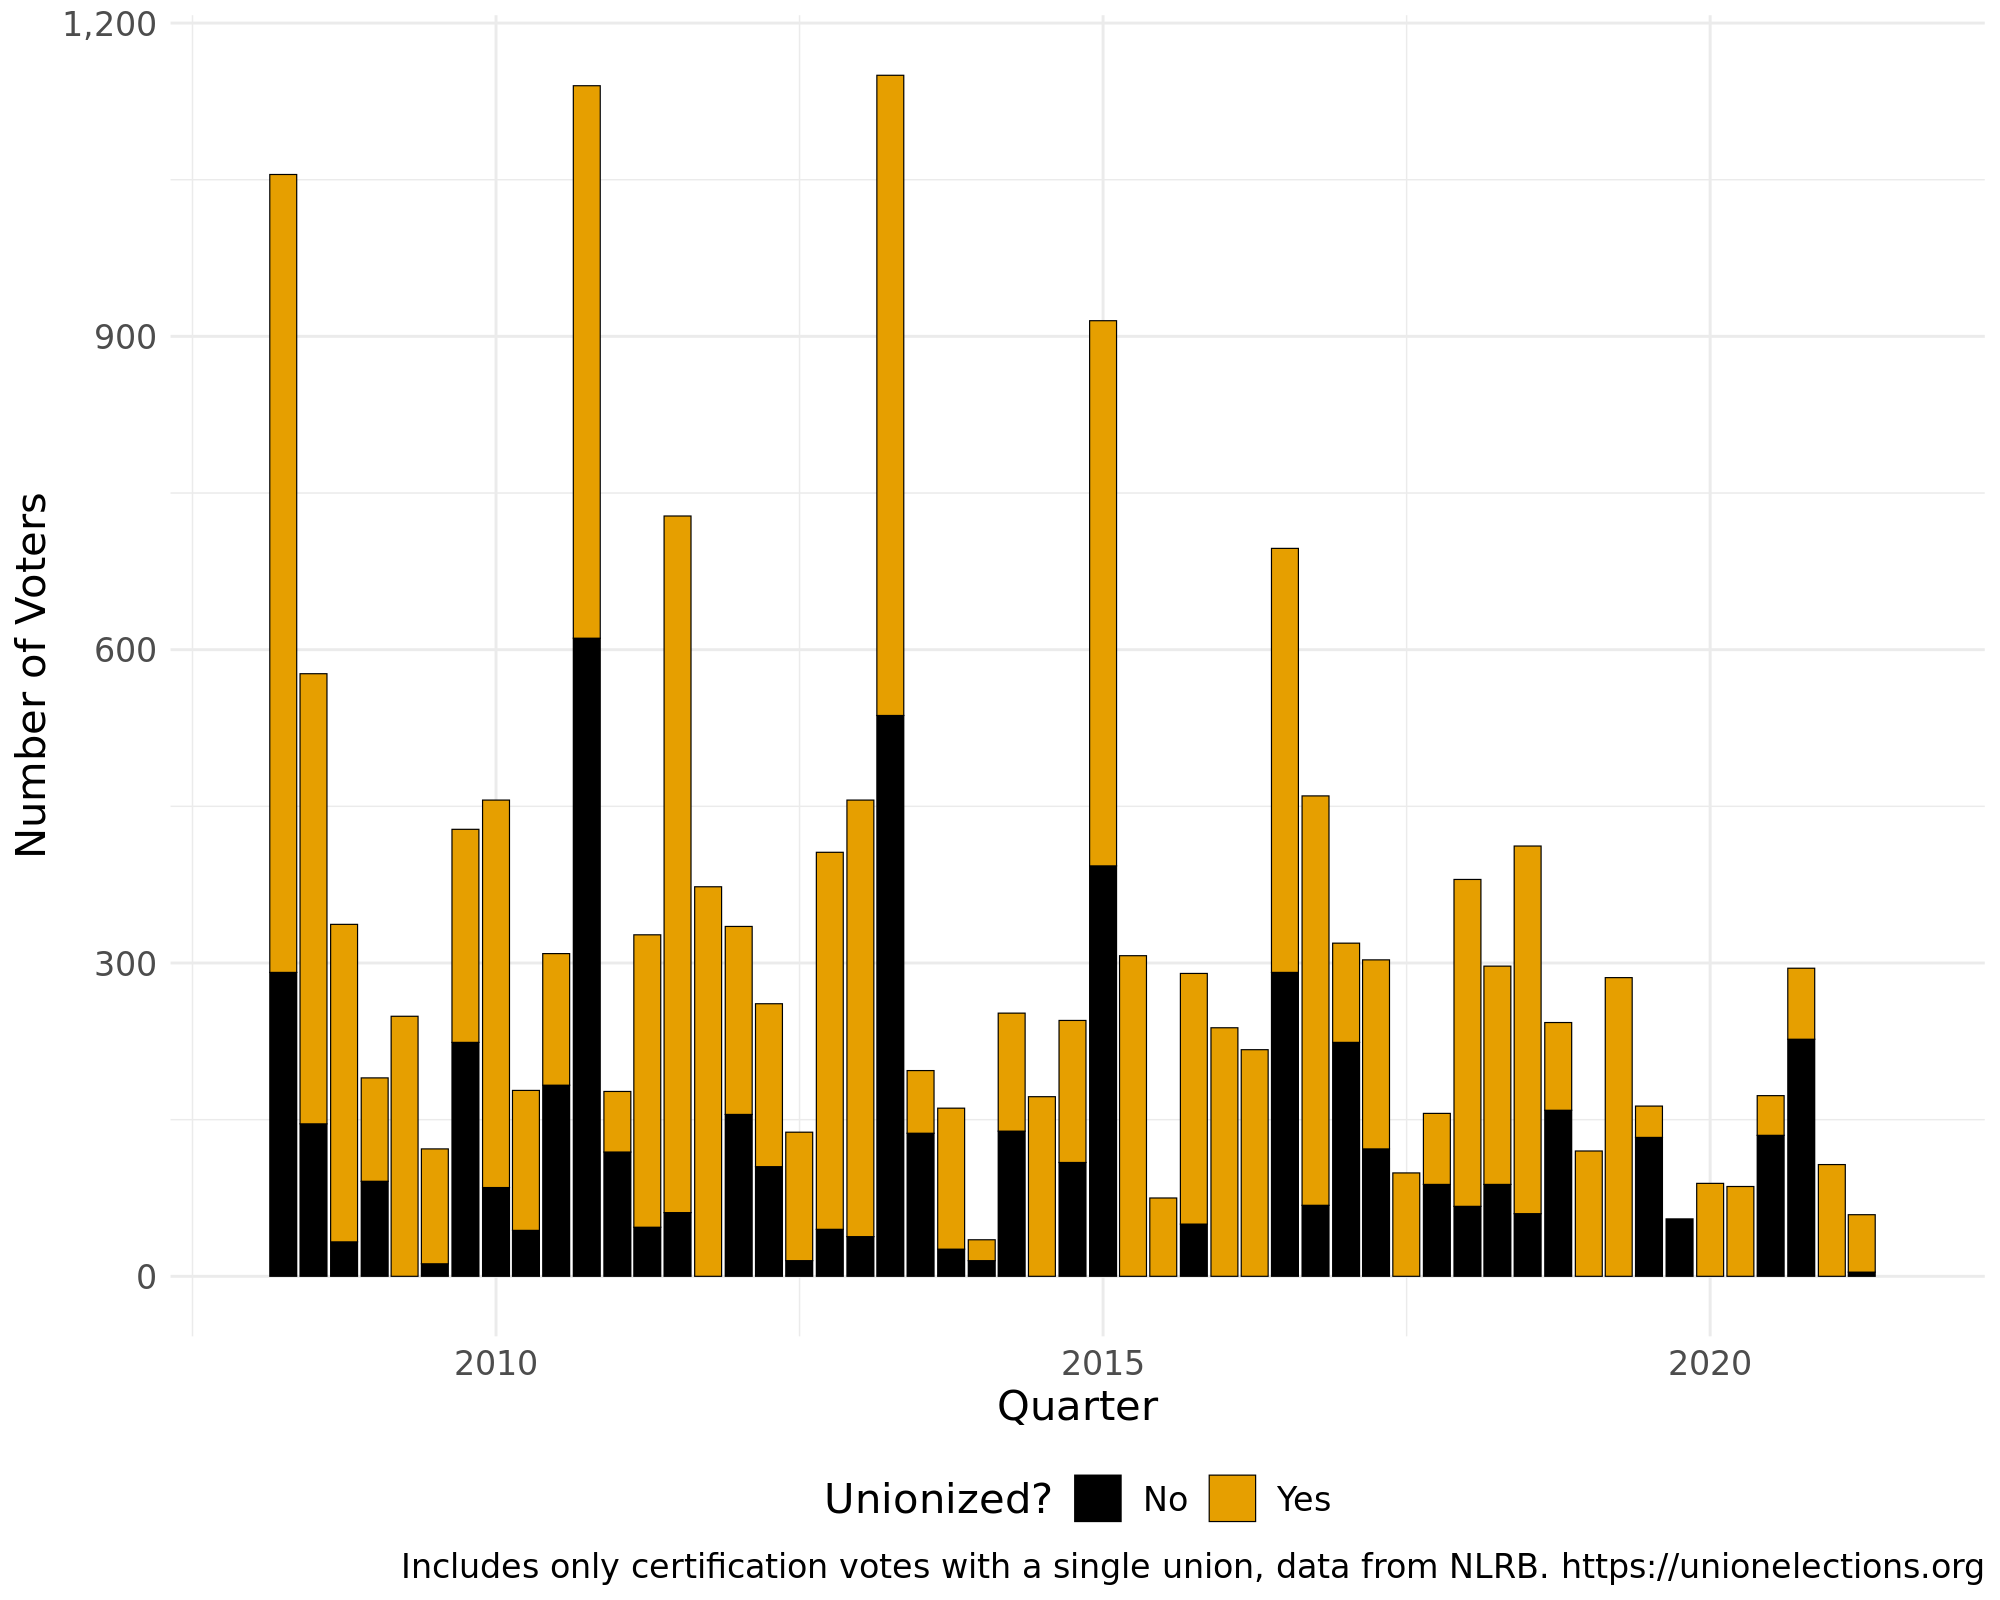 1,200
900
600
300
0
Number of Voters
2010 2015 2020
Quarter
Unionized? No Yes
Includes only certification votes with a single union, data from NLRB. https://unionelections.org